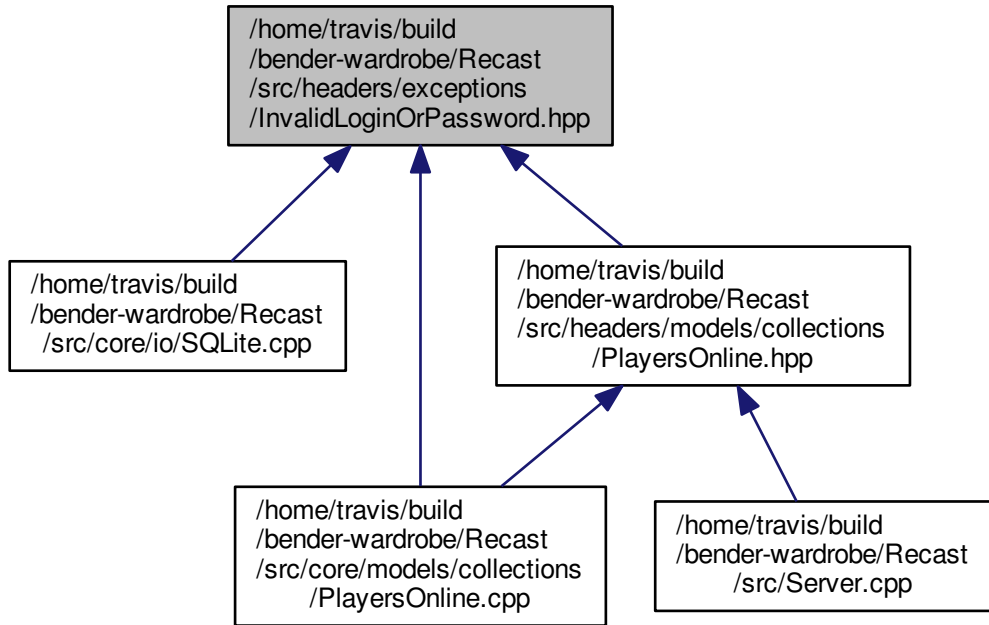 /home/travis/build
/bender-wardrobe/Recast
/src/headers/exceptions
/InvalidLoginOrPassword.hpp
/home/travis/build
/bender-wardrobe/Recast
/src/core/io/SQLite.cpp
/home/travis/build
/bender-wardrobe/Recast
/src/headers/models/collections
/PlayersOnline.hpp
/home/travis/build
/bender-wardrobe/Recast
/src/core/models/collections
/PlayersOnline.cpp
/home/travis/build
/bender-wardrobe/Recast
/src/Server.cpp